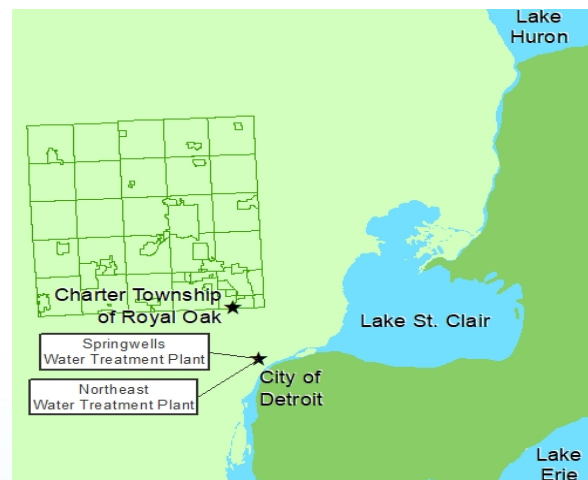 Lake
Huron
Charter Township
of Royal Oak
Lake St. Clair
Springwells
Water Treatment Plant
City of
Detroit
Northeast
Water Treatment Plant
Lake
Erie